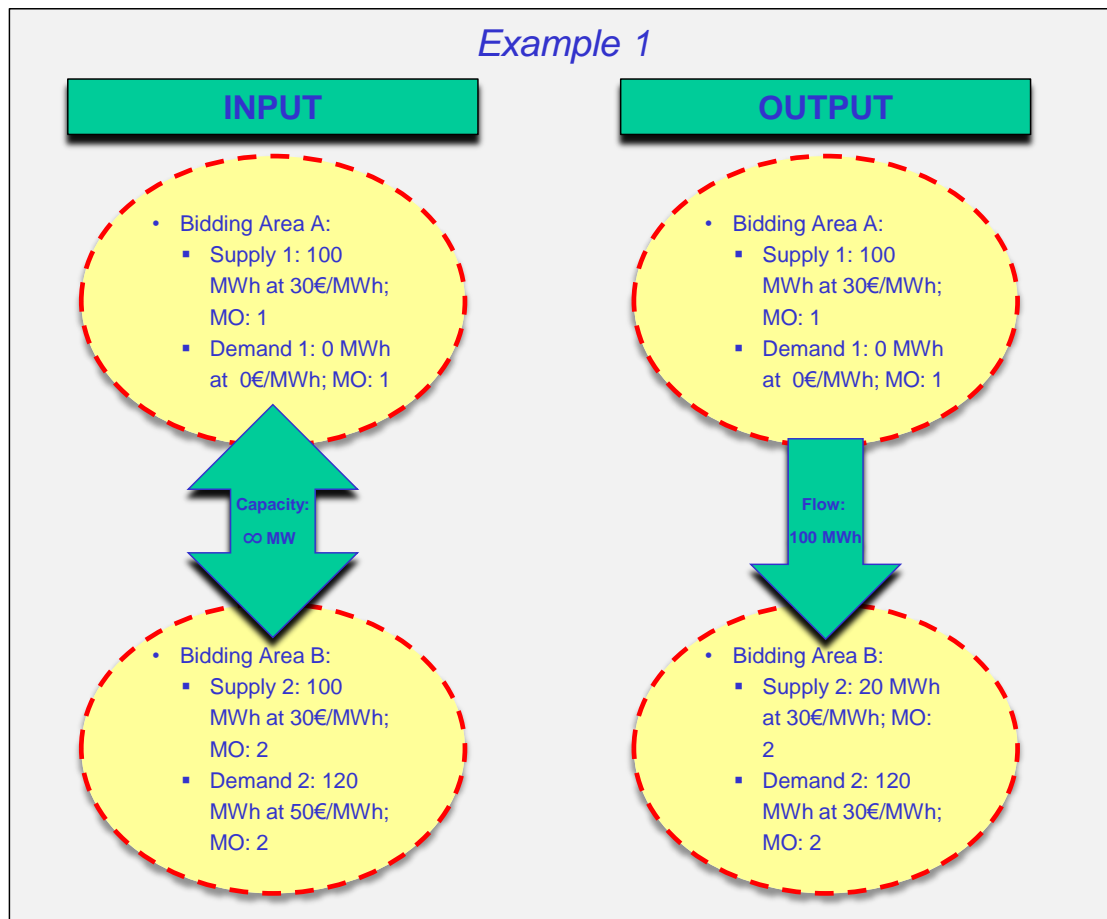 Example 1
INPUT
OUTPUT
• Bidding Area A:
▪ Supply 1: 100
MWh at 30€/MWh;
MO: 1
▪ Demand 1: 0 MWh
at 0€/MWh; MO: 1
Capacity:
∞ MW
• Bidding Area B:
▪ Supply 2: 100
MWh at 30€/MWh;
MO: 2
▪ Demand 2: 120
MWh at 50€/MWh;
MO: 2
• Bidding Area A:
▪ Supply 1: 100
MWh at 30€/MWh;
MO: 1
▪ Demand 1: 0 MWh
at 0€/MWh; MO: 1
Flow:
100 MWh
• Bidding Area B:
▪ Supply 2: 20 MWh
at 30€/MWh; MO:
2
▪ Demand 2: 120
MWh at 30€/MWh;
MO: 2